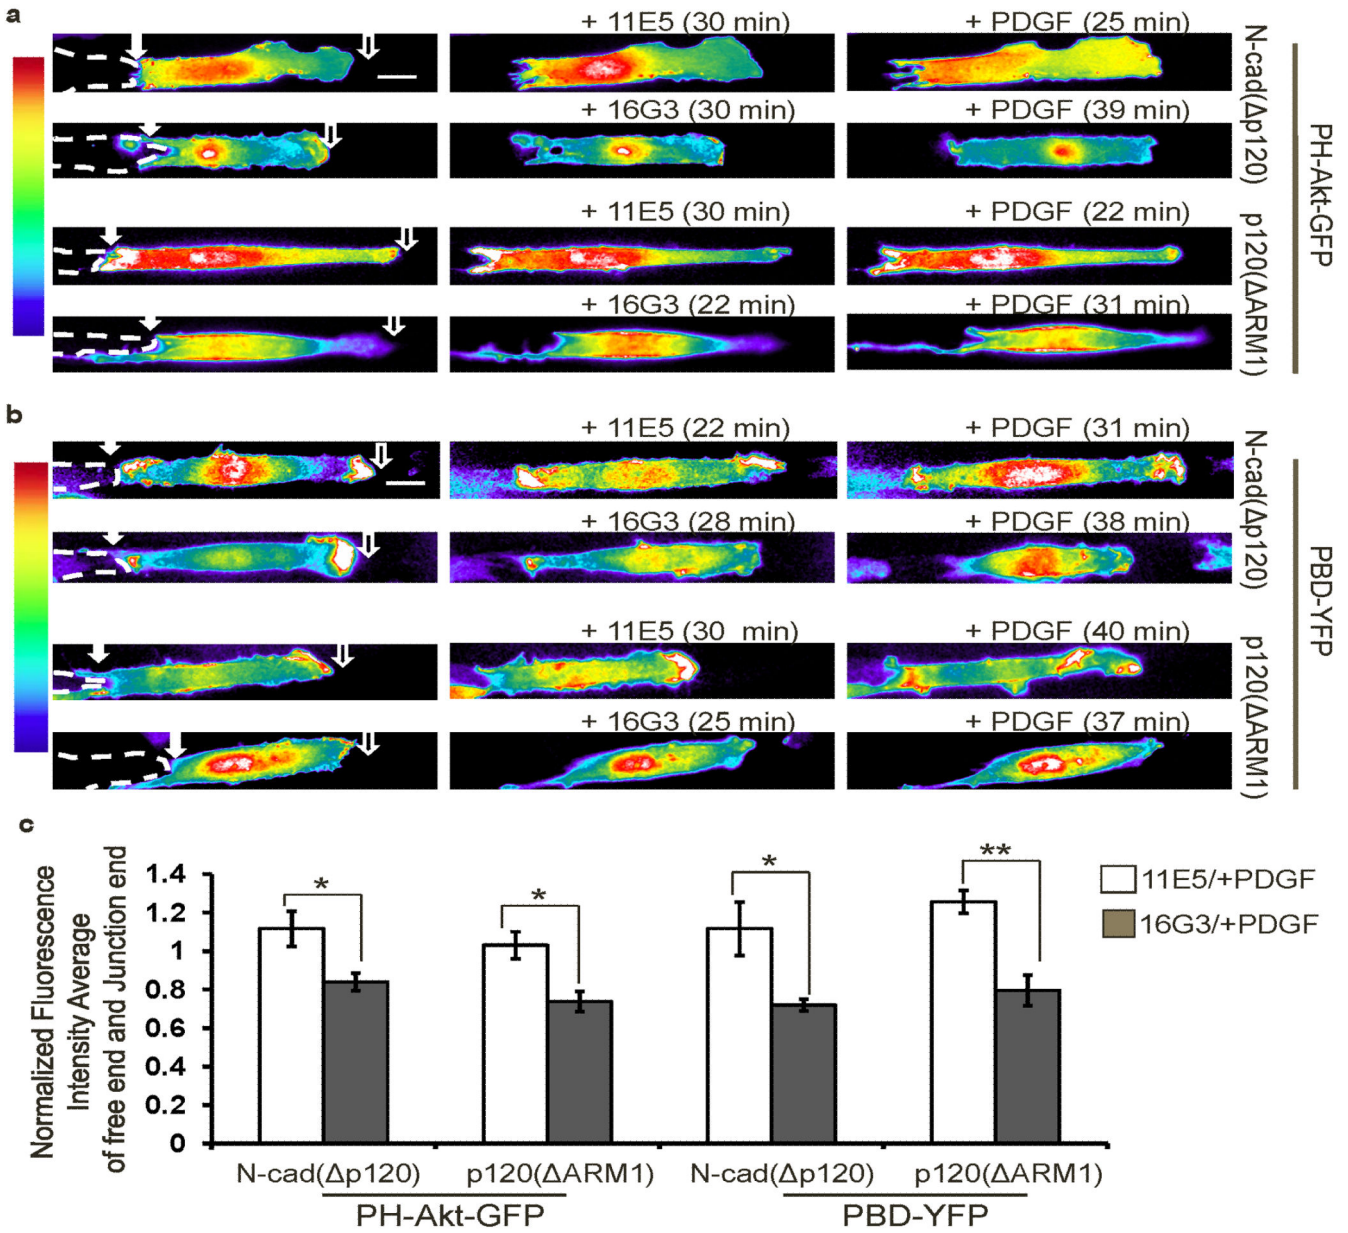 a
+ 11E5 (30 min)
+ PDGF (25 min)
N-cad(Δp120)
+ 16G3 (30 min)
+ PDGF (39 min)
+ 11E5 (30 min)
+ PDGF (22 min)
p120(ΔARM1)
+ 16G3 (22 min)
+ PDGF (31 min)
PH-Akt-GFP
b
+ 11E5 (22 min)
+ PDGF (31 min)
N-cad(Δp120)
+ 16G3 (28 min)
+ PDGF (38 min)
+ 11E5 (30 min)
+ PDGF (40 min)
p120(ΔARM1)
+ 16G3 (25 min)
+ PDGF (37 min)
PBD-YFP
c
Normalized Fluorescence
Intensity Average
of free end and Junction end
1.4
1.2
1
0.8
0.6
0.4
0.2
0
*
*
*
**
11E5/+PDGF
16G3/+PDGF
N-cad(Δp120)
p120(ΔARM1)
N-cad(Δp120)
p120(ΔARM1)
PH-Akt-GFP
PBD-YFP